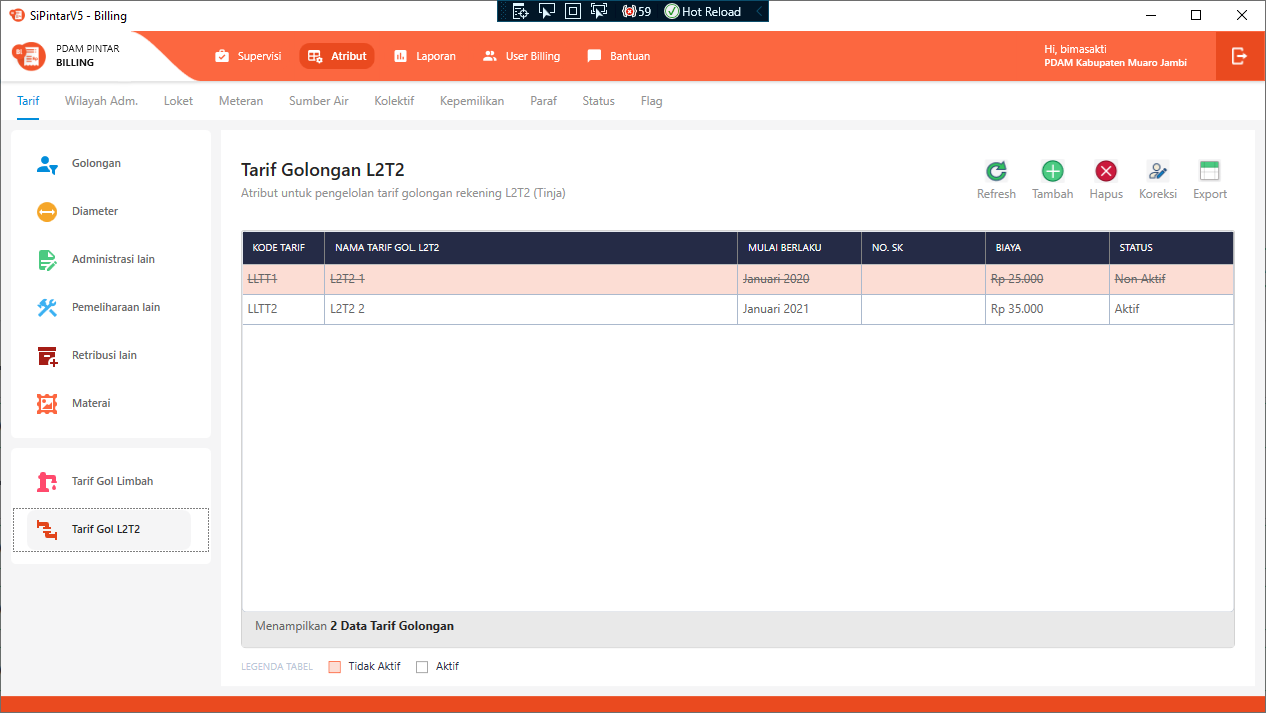 SiPintarV5 - Billing
59
Hot Reload
PDAM PINTAR
BILLING
Supervisi
Atribut
Laporan
User Billing
Bantuan
Hi, bimasakti
PDAM Kabupaten Muaro Jambi
Tarif
Wilayah Adm.
Loket
Meteran
Sumber Air
Kolektif
Kepemilikan
Paraf
Status
Flag
Golongan
Diameter
Administrasi lain
Pemeliharaan lain
Retribusi lain
Materai
Tarif Gol Limbah
Tarif Gol L2T2
Tarif Golongan L2T2
Atribut untuk pengelolan tarif golongan rekening L2T2 (Tinja)
Refresh
Tambah
Hapus
Koreksi
Export
KODE TARIF NAMA TARIF GOL. L2T2 MULAI BERLAKU NO. SK BIAYA STATUS
LLTT1 L2T2 1 Januari 2020 Rp 25.000 Non Aktif
LLTT2 L2T2 2 Januari 2021 Rp 35.000 Aktif
Menampilkan 2 Data Tarif Golongan
LEGENDA TABEL Tidak Aktif Aktif